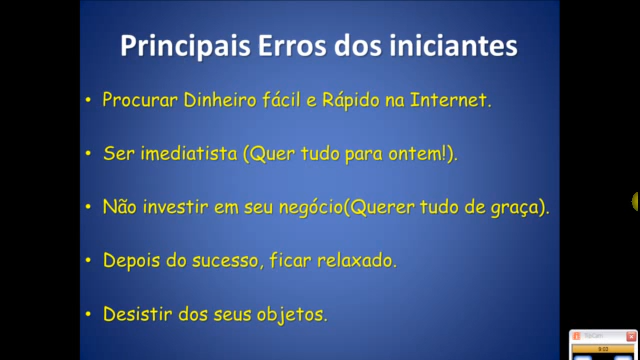 Principais Erros dos iniciantes
• Procurar Dinheiro fácil e Rápido na Internet.
• Ser imediatista (Quer tudo para ontem!).
• Não investir em seu negócio(Querer tudo de graça).
• Depois do sucesso, ficar relaxado.
• Desistir dos seus objetos.